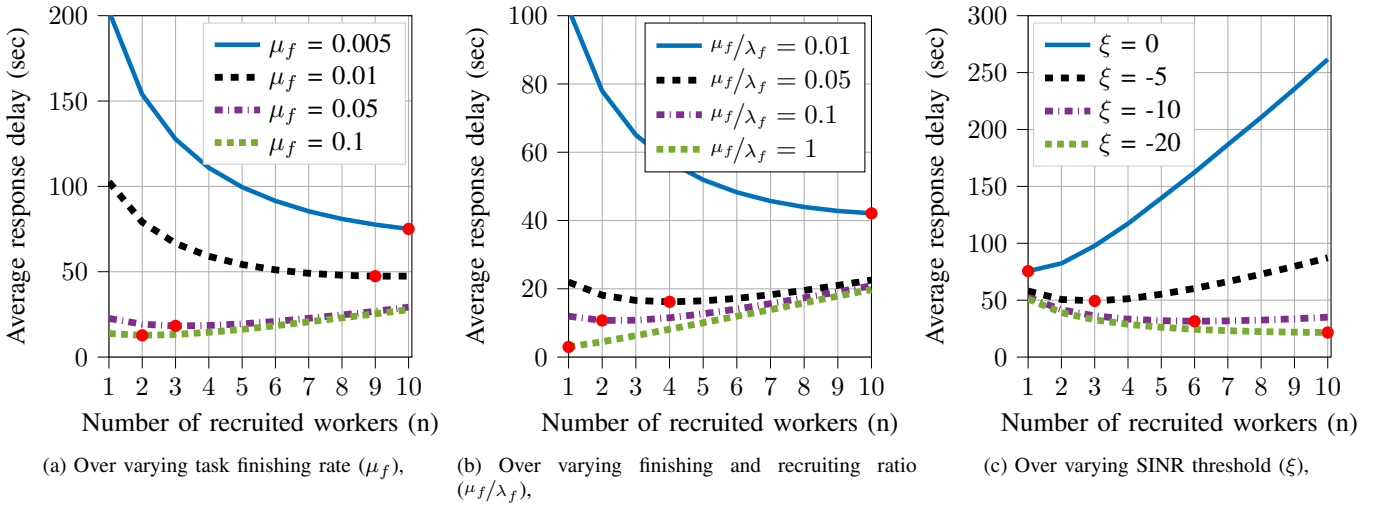 200
150
100
50
0
1 2 3 4 5 6 7 8 9 10
Average response delay (sec)
Number of recruited workers (n)
μf = 0.005
μf = 0.01
μf = 0.05
μf = 0.1
(a) Over varying task finishing rate (μf),
100
80
60
40
20
0
1 2 3 4 5 6 7 8 9 10
Average response delay (sec)
Number of recruited workers (n)
μf/λf = 0.01
μf/λf = 0.05
μf/λf = 0.1
μf/λf = 1
(b) Over varying finishing and recruiting ratio
(μf/λf),
300
250
200
150
100
50
0
1 2 3 4 5 6 7 8 9 10
Average response delay (sec)
Number of recruited workers (n)
ξ = 0
ξ = -5
ξ = -10
ξ = -20
(c) Over varying SINR threshold (ξ),